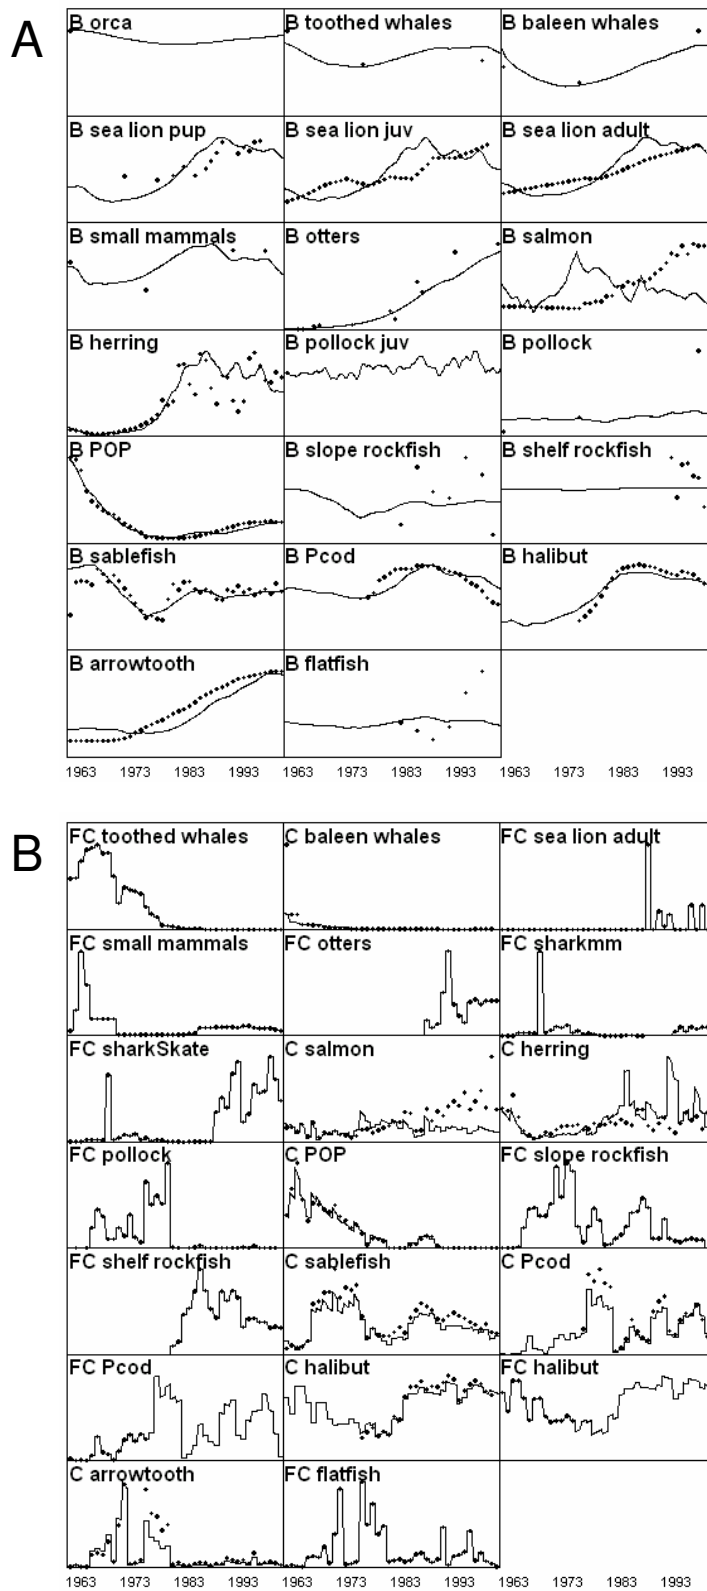 A
B orca B toothed whales B baleen whales
B sea lion pup B sea lion juv B sea lion adult
B small mammals B otters B salmon
B herring B pollock juv B pollock
B POP B slope rockfish B shelf rockfish
B sablefish B Pcod B halibut
B arrowtooth B flatfish
1963 1973 1983 1993 1963 1973 1983 1993 1963 1973 1983 1993
B
FC toothed whales C baleen whales FC sea lion adult
FC small mammals FC otters FC sharkmm
FC sharkSkate C salmon C herring
FC pollock C POP FC slope rockfish
FC shelf rockfish C sablefish C Pcod
FC Pcod C halibut FC halibut
C arrowtooth FC flatfish
1963 1973 1983 1993 1963 1973 1983 1993 1963 1973 1983 1993